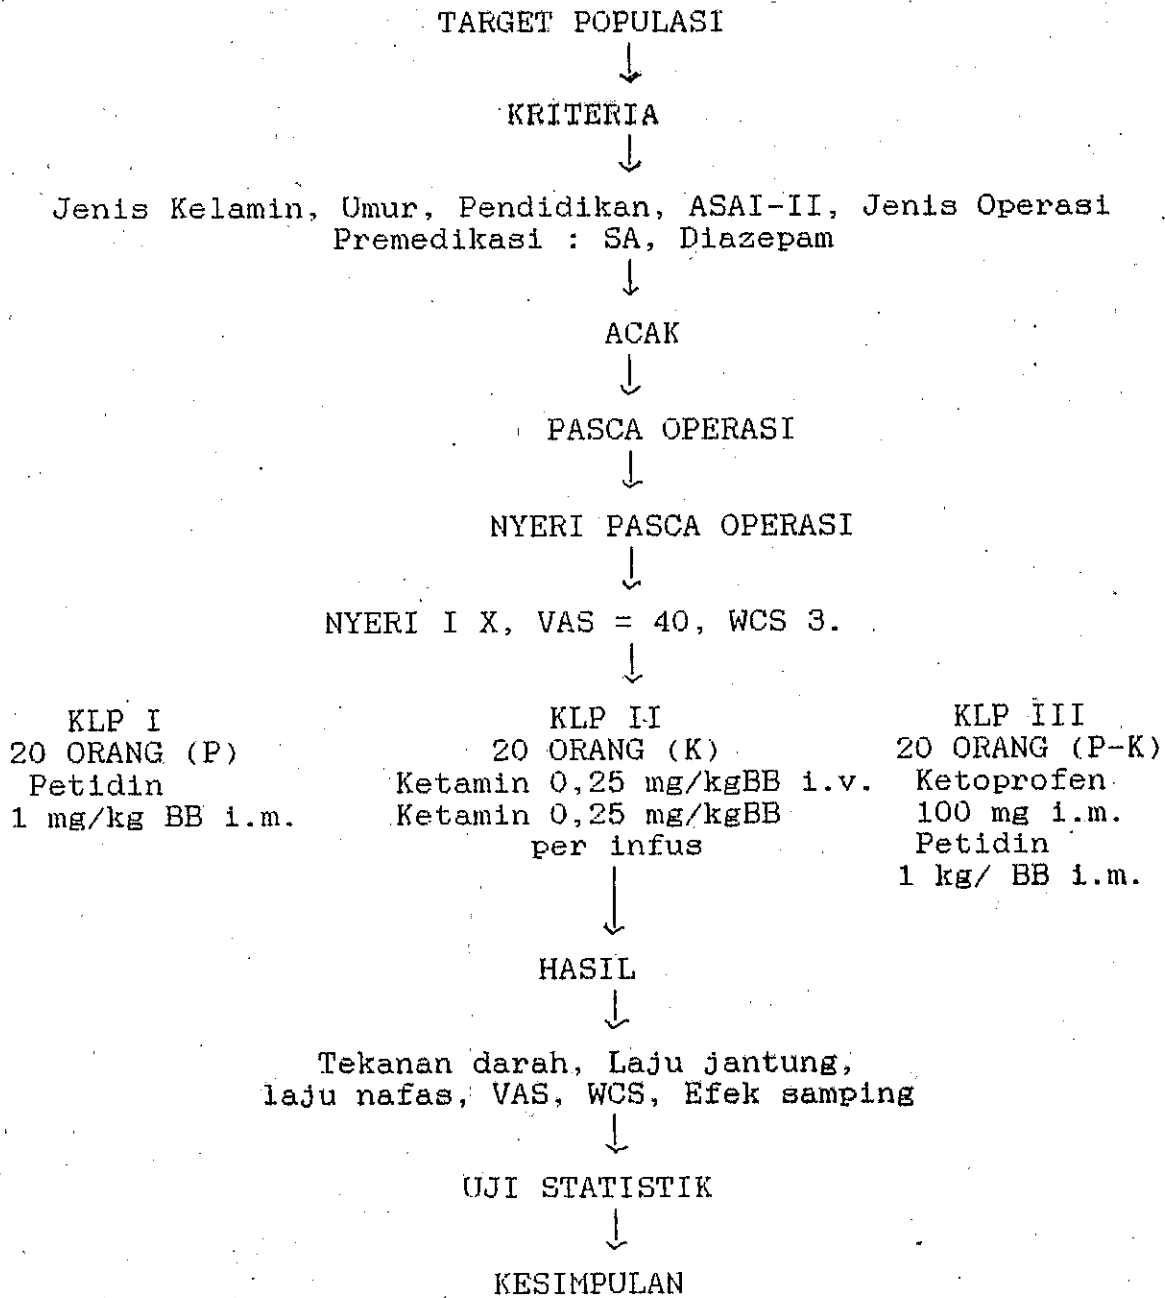 TARGET POPULASI
↓
KRITERIA
↓
Jenis Kelamin, Umur, Pendidikan, ASAI-II, Jenis Operasi
Premedikasi : SA, Diazepam
↓
ACAK
↓
PASCA OPERASI
↓
NYERI PASCA OPERASI
↓
NYERI I X, VAS = 40, WCS 3.
↓
KLP I
20 ORANG (P)
Petidin
1 mg/kg BB i.m.
KLP II
20 ORANG (K)
Ketamin 0,25 mg/kgBB i.v.
Ketamin 0,25 mg/kgBB
per infus
KLP III
20 ORANG (P-K)
Ketoprofen
100 mg i.m.
Petidin
1 kg/ BB i.m.
↓
HASIL
↓
Tekanan darah, Laju jantung,
laju nafas, VAS, WCS, Efek samping
↓
UJI STATISTIK
↓
KESIMPULAN